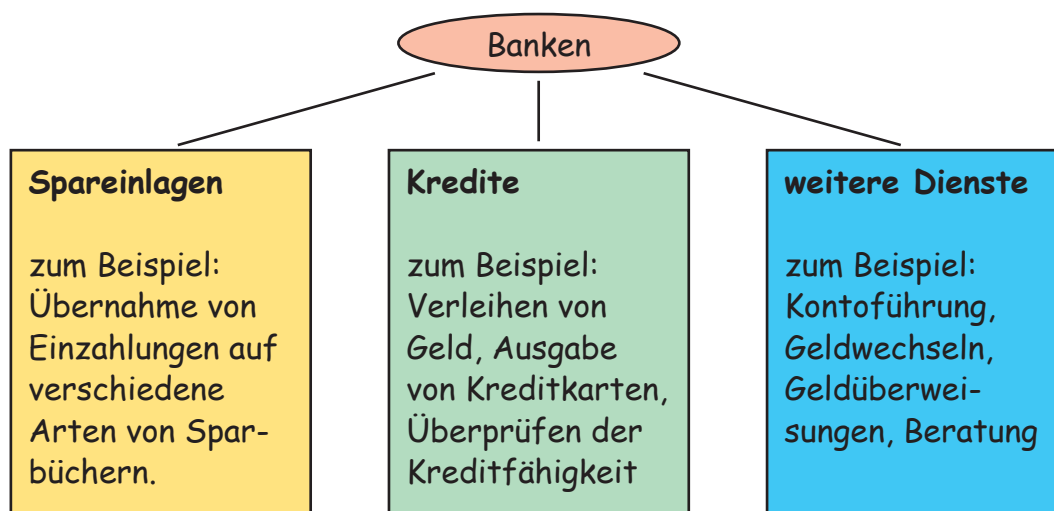 Banken
Spareinlagen
zum Beispiel:
Übernahme von
Einzahlungen auf
verschiedene
Arten von Spar-
büchern.
Kredite
zum Beispiel:
Verleihen von
Geld, Ausgabe
von Kreditkarten,
Überprüfen der
Kreditfähigkeit
weitere Dienste
zum Beispiel:
Kontoführung,
Geldwechseln,
Geldüberwei-
sungen, Beratung